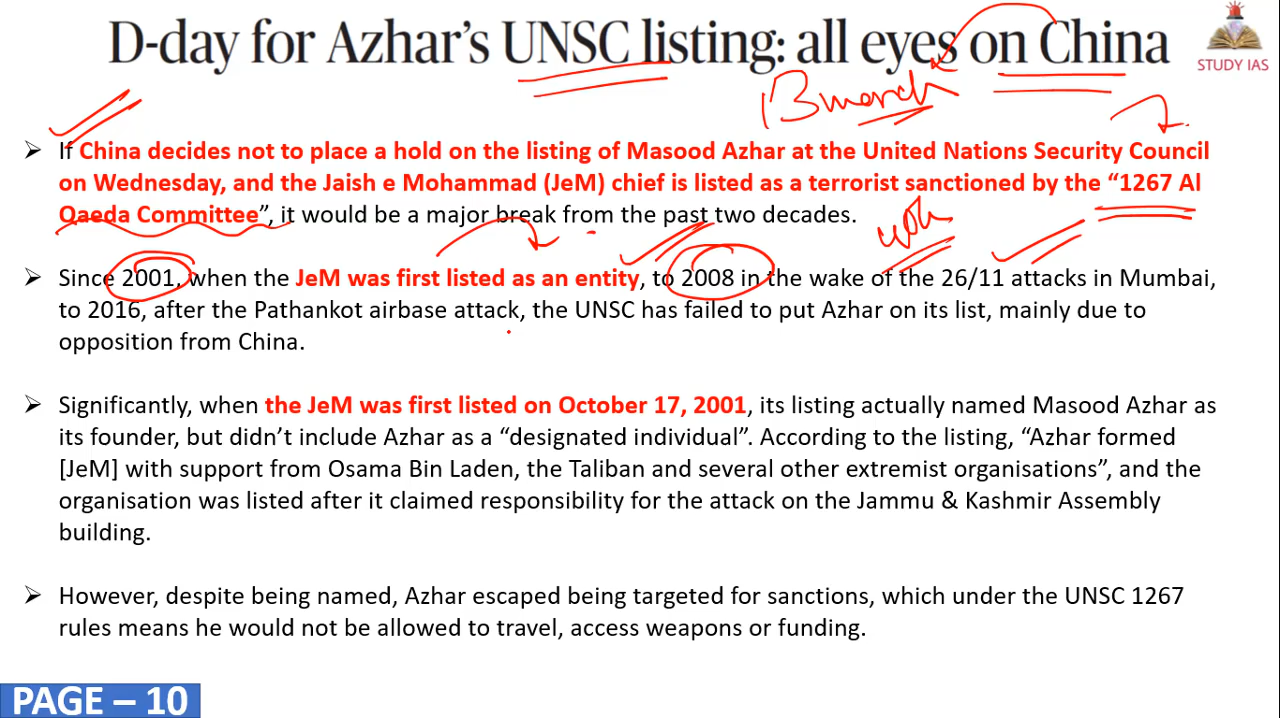 D-day for Azhar's UNSC listing: all eyes on China
STUDY IAS
13 march
➢ If China decides not to place a hold on the listing of Masood Azhar at the United Nations Security Council
on Wednesday, and the Jaish e Mohammad (JeM) chief is listed as a terrorist sanctioned by the “1267 Al
Qaeda Committee”, it would be a major break from the past two decades.
➢ Since 2001, when the JeM was first listed as an entity, to 2008 in the wake of the 26/11 attacks in Mumbai,
to 2016, after the Pathankot airbase attack, the UNSC has failed to put Azhar on its list, mainly due to
opposition from China.
➢ Significantly, when the JeM was first listed on October 17, 2001, its listing actually named Masood Azhar as
its founder, but didn’t include Azhar as a “designated individual”. According to the listing, “Azhar formed
[JeM] with support from Osama Bin Laden, the Taliban and several other extremist organisations”, and the
organisation was listed after it claimed responsibility for the attack on the Jammu & Kashmir Assembly
building.
➢ However, despite being named, Azhar escaped being targeted for sanctions, which under the UNSC 1267
rules means he would not be allowed to travel, access weapons or funding.
PAGE – 10